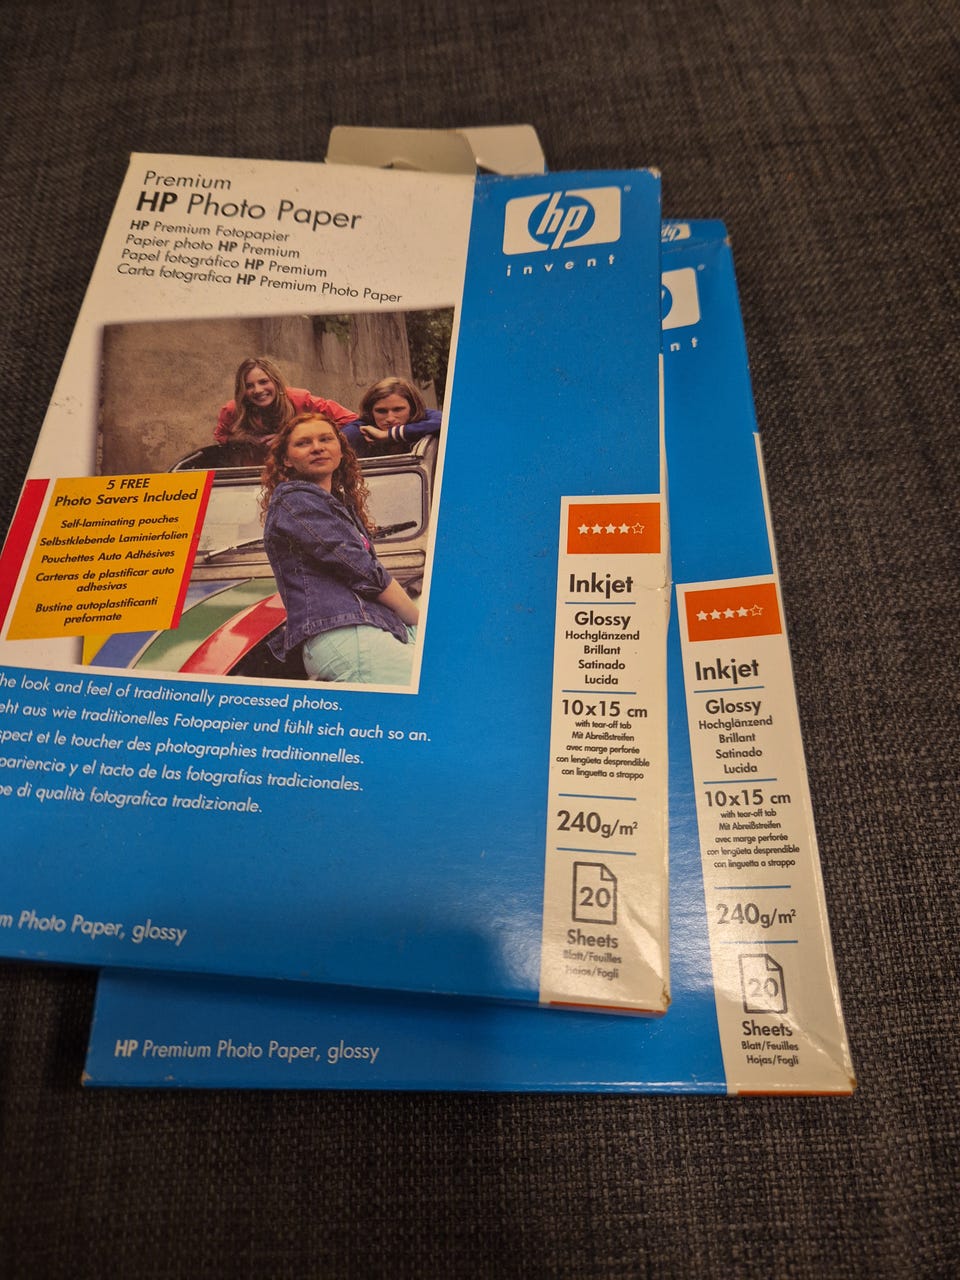 Premium
HP Photo Paper
HP Premium Fotopapier
Papier photo HP Premium
Papel fotográfico HP Premium
Carta fotografica HP Premium Photo Paper
hp
invent
5 FREE
Photo Savers Included
Self-laminating pouches
Selbstklebende Laminierfolien
Pouchettes Auto Adhésives
Carteras de plastificar auto
adhesivas
Bustine autoplastificanti
preformate
he look and feel of traditionally processed photos.
eht aus wie traditionelles Fotopapier und fühlt sich auch so an.
spect et le toucher des photographies traditionnelles.
pariencia y el tacto de las fotografías tradicionales.
pe di qualità fotografica tradizionale.
m Photo Paper, glossy
Inkjet
Glossy
Hochglänzend
Brillant
Satinado
Lucida
10x15 cm
with tear-off tab
Mit Abreißstreifen
avec marge perforée
con lengüeta desprendible
con linguetta a strappo
240g/m²
20
Sheets
Blatt/Feuilles
Hojas/Fogli
hp
nt
Inkjet
Glossy
Hochglänzend
Brillant
Satinado
Lucida
10x15 cm
with tear-off tab
Mit Abreißstreifen
avec marge perforée
con lengüeta desprendible
con linguetta a strappo
240g/m²
20
Sheets
Blatt/Feuilles
Hojas/Fogli
HP Premium Photo Paper, glossy